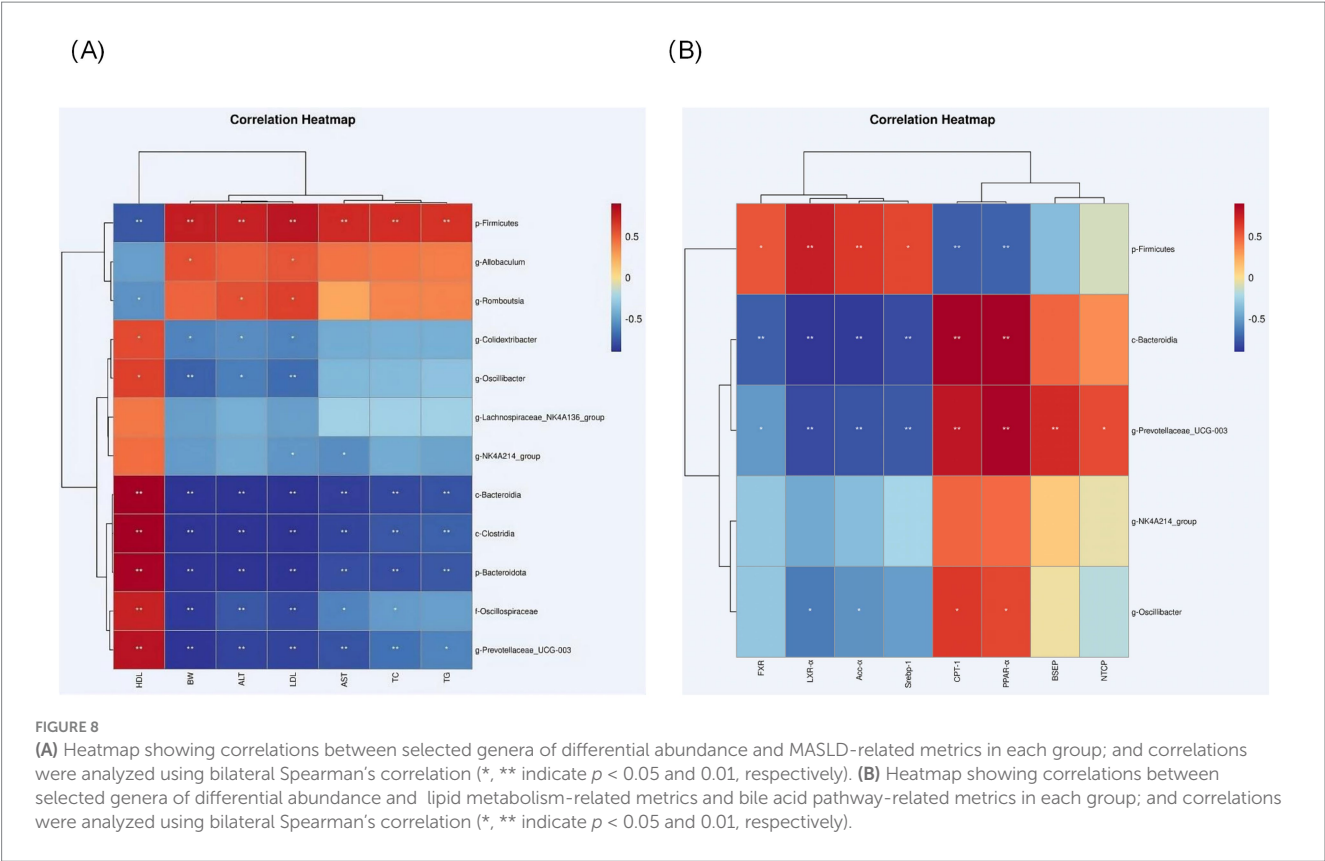 (A)
(B)
Correlation Heatmap
** ** ** ** ** ** ** p-Firmicutes
* * g-Allobaculum
* * * g-Romboutsia
* * * * g-Colidextribacter
* ** * ** g-Oscillibacter
g-Lachnospiraceae_NK4A136_group
* * g-NK4A214_group
** ** ** ** ** ** ** c-Bacteroidia
** ** ** ** ** ** ** c-Clostridia
** ** ** ** ** ** ** p-Bacteroidota
** ** ** ** * * f-Oscillospiraceae
** ** ** ** ** ** * g-Prevotellaceae_UCG-003
HDL BW ALT LDL AST TC TG
0.5
0
-0.5
Correlation Heatmap
* ** ** * ** ** p-Firmicutes
** ** ** ** ** ** c-Bacteroidia
* ** ** ** ** ** ** * g-Prevotellaceae_UCG-003
g-NK4A214_group
* * * * g-Oscillibacter
FXR LXR-α Acc-α Srebp-1 CPT-1 PPAR-α BSEP NTCP
0.5
0
-0.5
FIGURE 8
(A) Heatmap showing correlations between selected genera of differential abundance and MASLD-related metrics in each group; and correlations
were analyzed using bilateral Spearman's correlation (*, ** indicate p < 0.05 and 0.01, respectively). (B) Heatmap showing correlations between
selected genera of differential abundance and lipid metabolism-related metrics and bile acid pathway-related metrics in each group; and correlations
were analyzed using bilateral Spearman's correlation (*, ** indicate p < 0.05 and 0.01, respectively).